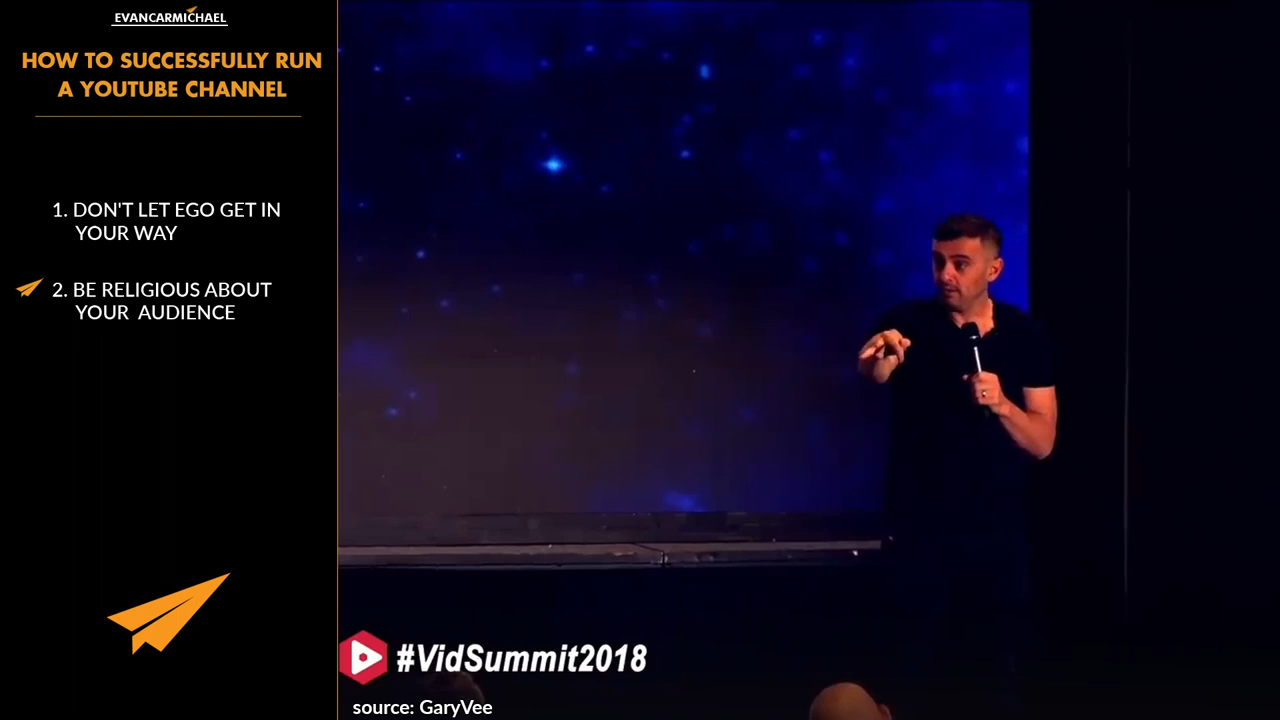 EVANCARMICHAEL
HOW TO SUCCESSFULLY RUN
A YOUTUBE CHANNEL
1. DON'T LET EGO GET IN
YOUR WAY
2. BE RELIGIOUS ABOUT
YOUR AUDIENCE
#VidSummit2018
source: GaryVee